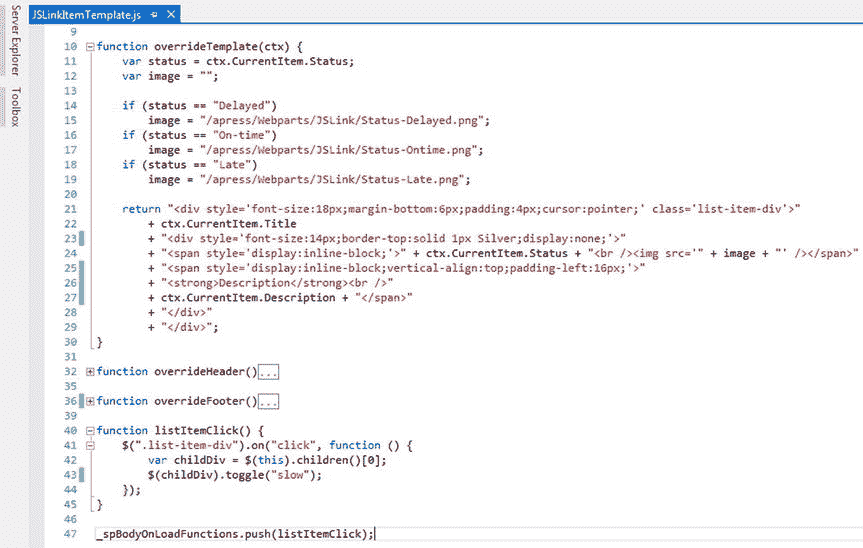 JSLinkItemTemplate.js
Server Explorer
Toolbox
9
10 function overrideTemplate(ctx) {
11 var status = ctx.CurrentItem.Status;
12 var image = "";
13
14 if (status == "Delayed")
15 image = "/apress/Webparts/JSLink/Status-Delayed.png";
16 if (status == "On-time")
17 image = "/apress/Webparts/JSLink/Status-Ontime.png";
18 if (status == "Late")
19 image = "/apress/Webparts/JSLink/Status-Late.png";
20
21 return "<div style='font-size:18px;margin-bottom:6px;padding:4px;cursor:pointer;' class='list-item-div'>"
22 + ctx.CurrentItem.Title
23 + "<div style='font-size:14px;border-top:solid 1px Silver;display:none;'>"
24 + "<span style='display:inline-block;'>" + ctx.CurrentItem.Status + "<br /><img src='" + image + "' /></span>"
25 + "<span style='display:inline-block;vertical-align:top;padding-left:16px;'>"
26 + "<strong>Description</strong><br />"
27 + ctx.CurrentItem.Description + "</span>"
28 + "</div>"
29 + "</div>";
30 }
31
32 function overrideHeader()...
35
36 function overrideFooter()...
39
40 function listItemClick() {
41 $(".list-item-div").on("click", function () {
42 var childDiv = $(this).children()[0];
43 $(childDiv).toggle("slow");
44 });
45 }
46
47 _spBodyOnLoadFunctions.push(listItemClick);